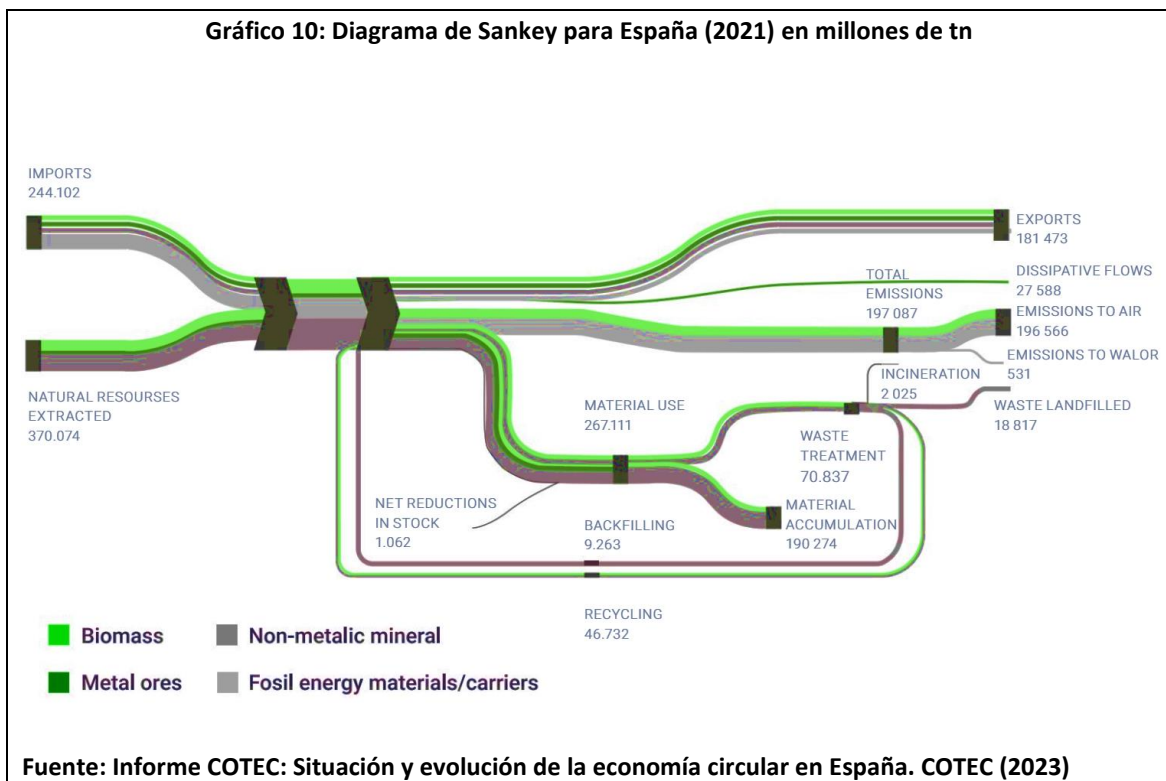 Gráfico 10: Diagrama de Sankey para España (2021) en millones de tn
IMPORTS
244.102
EXPORTS
181 473
TOTAL
EMISSIONS
197 087
DISSIPATIVE FLOWS
27 588
EMISSIONS TO AIR
196 566
EMISSIONS TO WALOR
531
NATURAL RESOURSES
EXTRACTED
370.074
MATERIAL USE
267.111
INCINERATION
2 025
WASTE LANDFILLED
18 817
WASTE
TREATMENT
70.837
NET REDUCTIONS
IN STOCK
1.062
BACKFILLING
9.263
MATERIAL
ACCUMULATION
190 274
RECYCLING
46.732
Biomass
Non-metalic mineral
Metal ores
Fosil energy materials/carriers
Fuente: Informe COTEC: Situación y evolución de la economía circular en España. COTEC (2023)